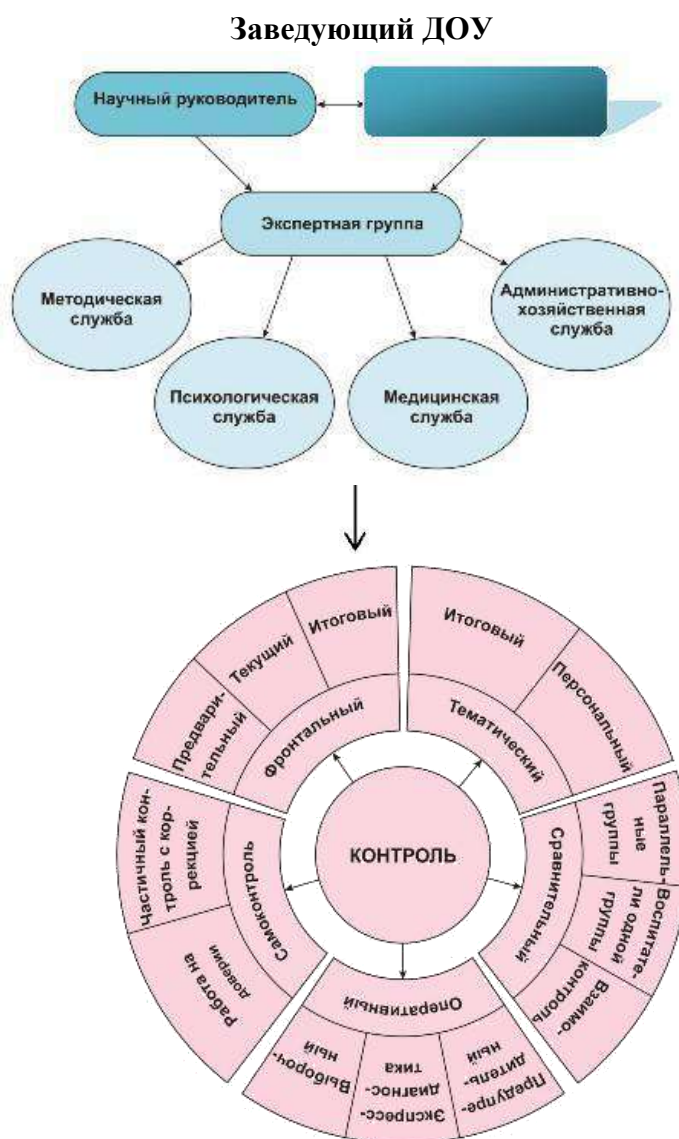 Заведующий ДОУ
Научный руководитель
Экспертная группа
Методическая
служба
Административно-
хозяйственная
служба
Психологическая
служба
Медицинская
служба
КОНТРОЛЬ
Фронтальный
Предвари-
тельный
Текущий
Итоговый
Тематический
Итоговый
Персональный
Сравнительный
Параллель-
ные
группы
Воспитате-
ли одной
группы
Взаимо-
контроль
Оперативный
Предупре-
дитель-
ный
Экспресс-
диагнос-
тика
Выбороч-
ный
Самоконтроль
Работа на
доверии
Частичный кон-
троль с кор-
рекцией